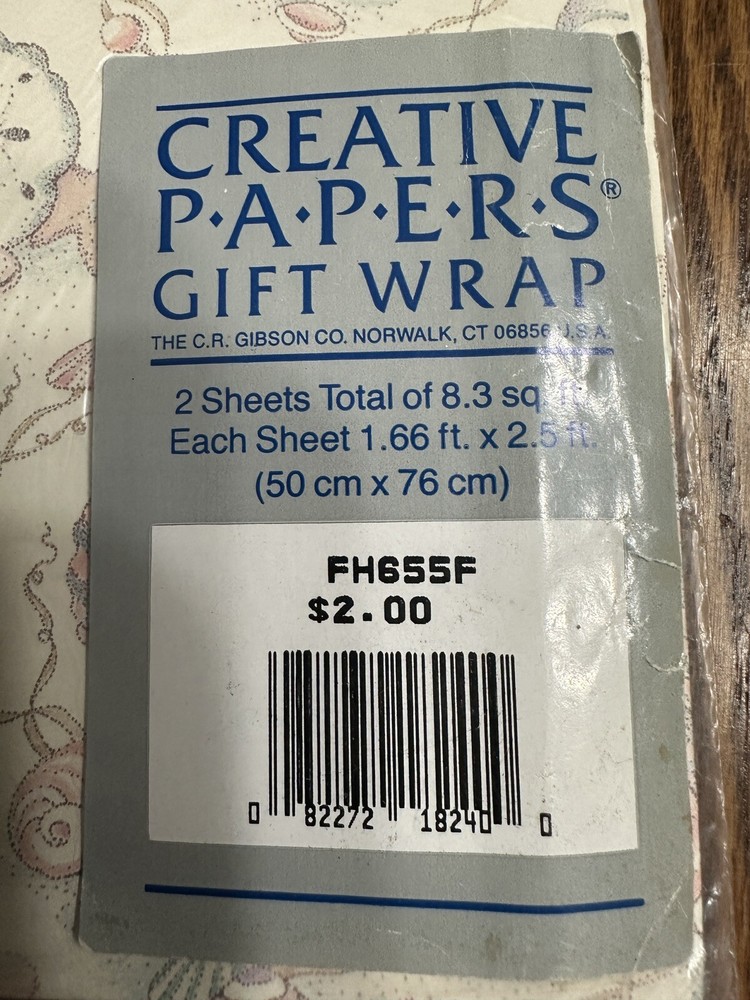 CREATIVE
P·A·P·E·R·S®
GIFT WRAP
THE C.R. GIBSON CO. NORWALK, CT 06856 U.S.A.
2 Sheets Total of 8.3 sq. ft.
Each Sheet 1.66 ft. x 2.5 ft.
(50 cm x 76 cm)
FH655F
$2.00
0 82272 18240 0